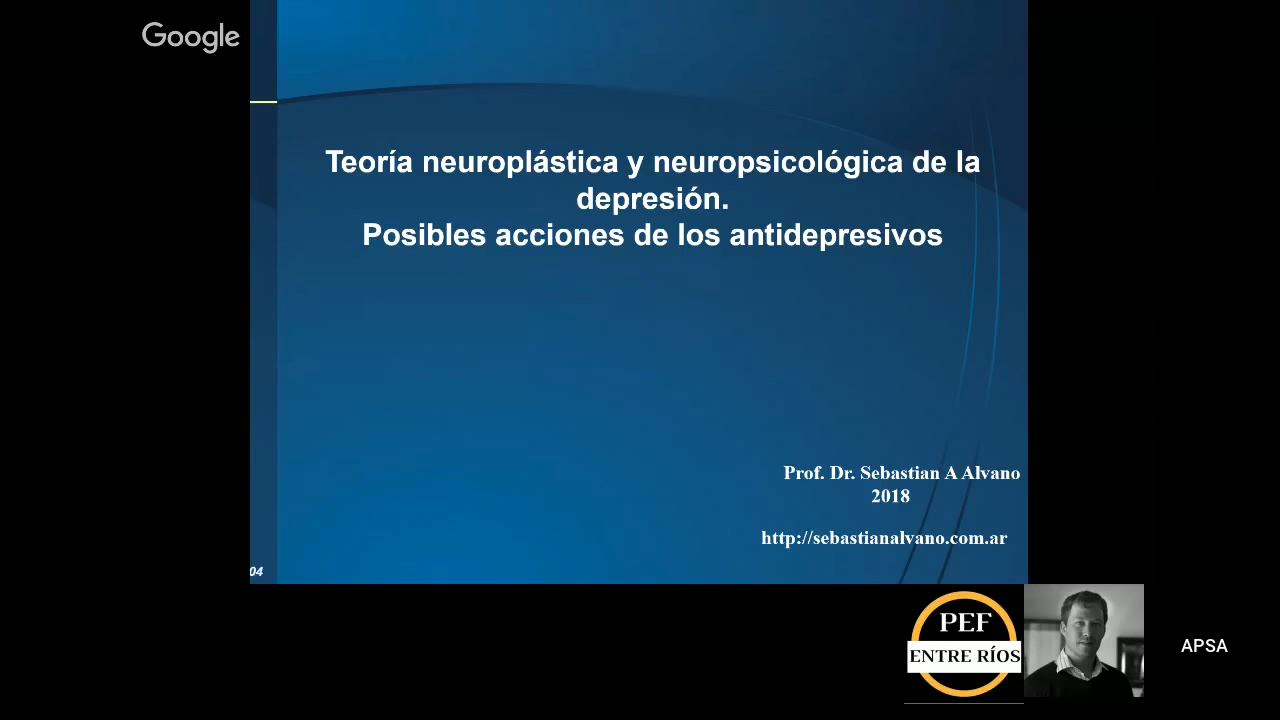 Google
Teoría neuroplástica y neuropsicológica de la
depresión.
Posibles acciones de los antidepresivos
Prof. Dr. Sebastian A Alvano
2018
http://sebastianalvano.com.ar
04
PEF
ENTRE RÍOS
APSA